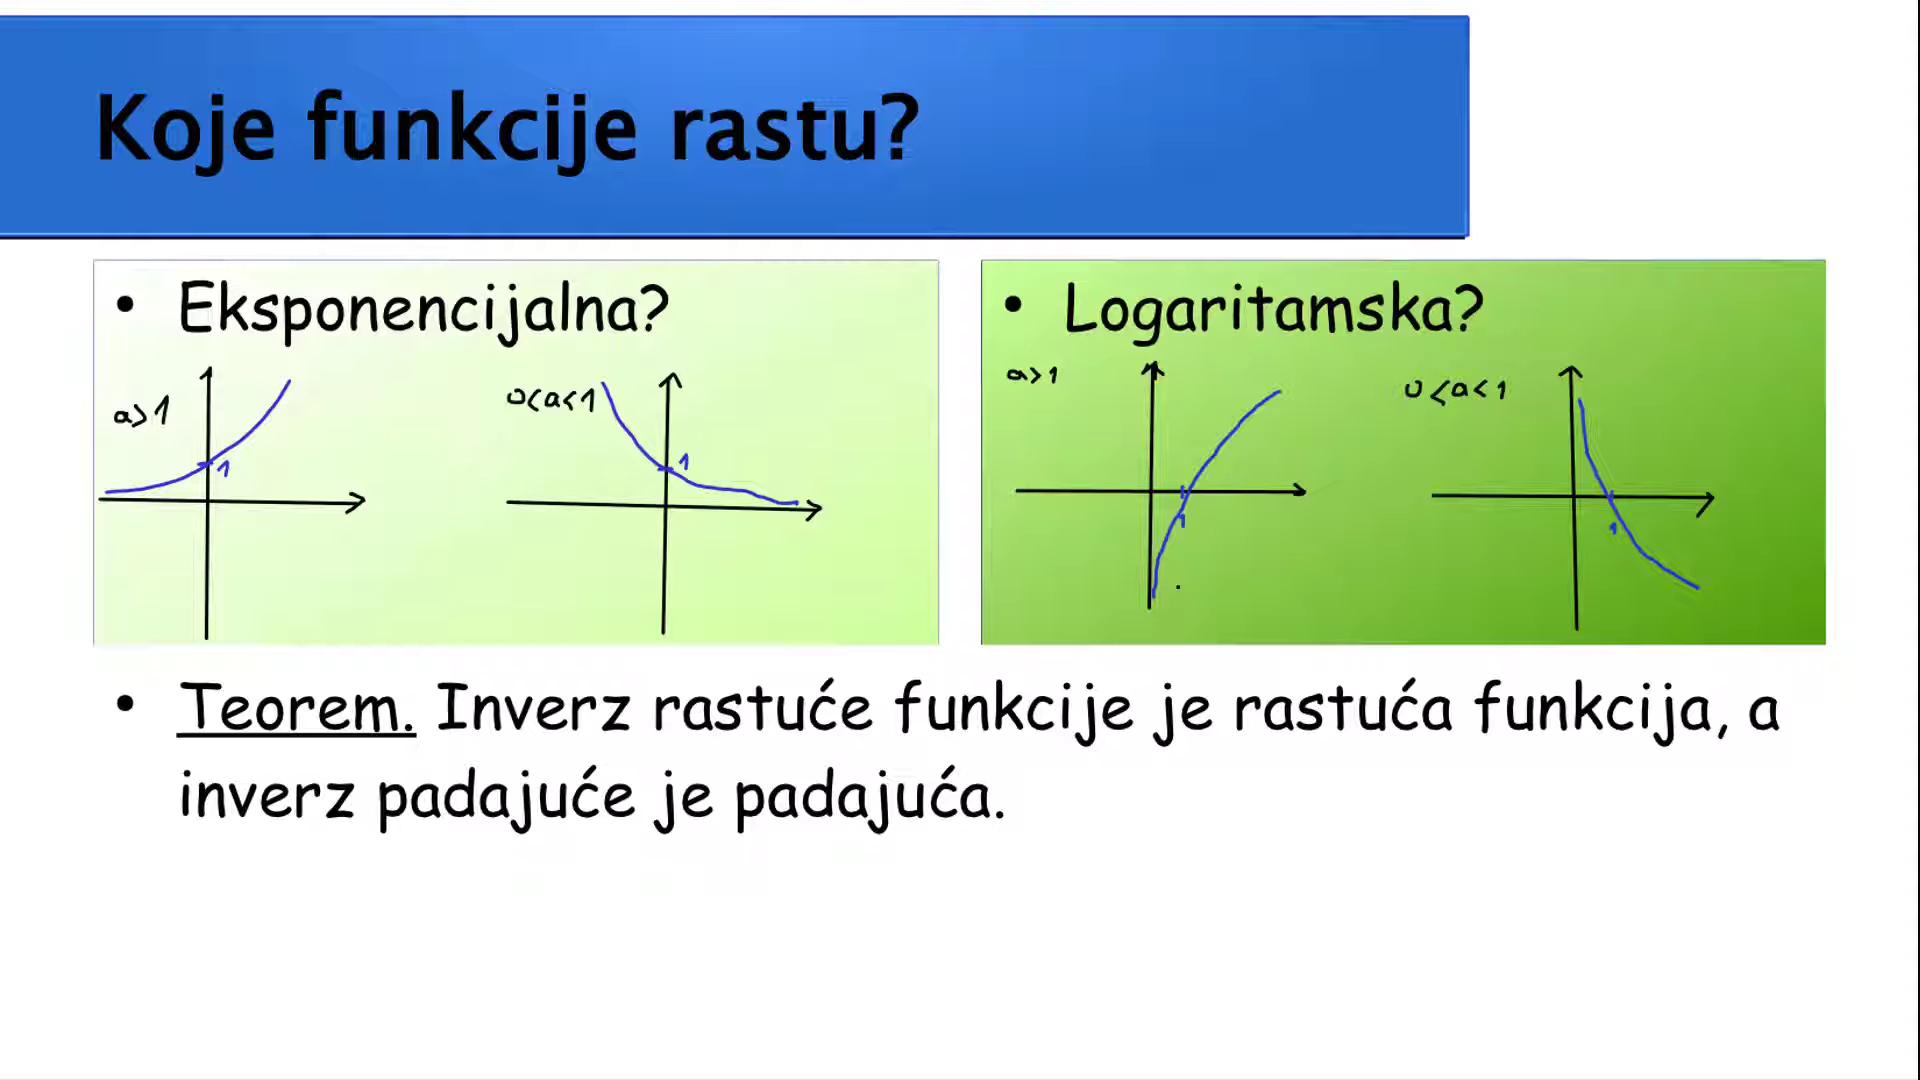 Koje funkcije rastu?
• Eksponencijalna?
a>1
1
0<a<1
1
• Logaritamska?
a>1
1
0<a<1
1
• Teorem. Inverz rastuće funkcije je rastuća funkcija, a
inverz padajuće je padajuća.